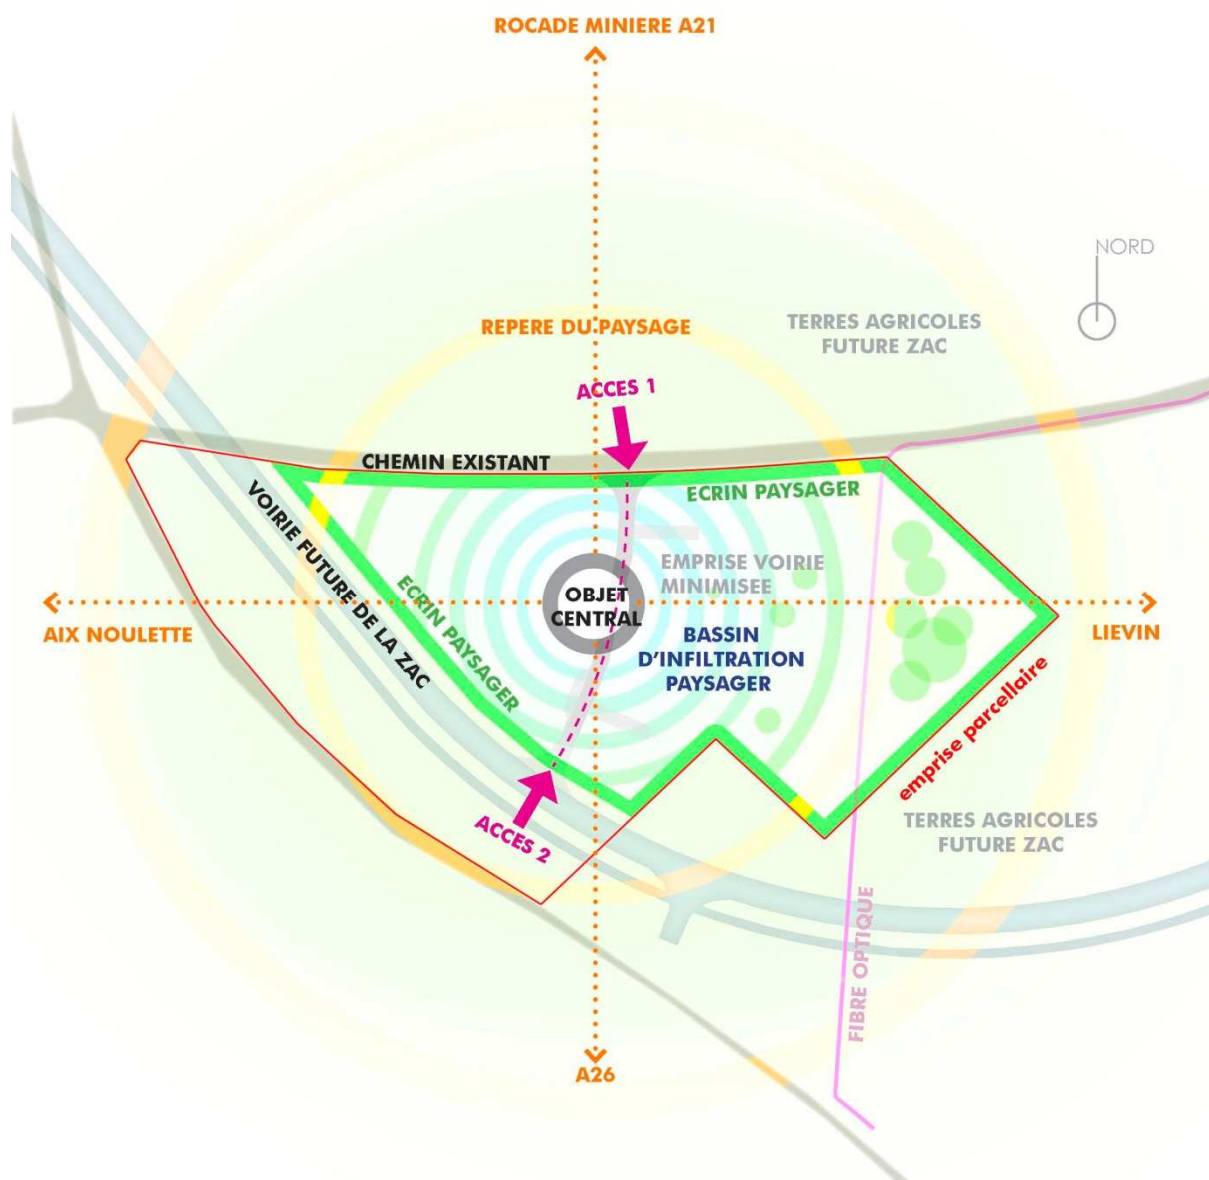 ROCADE MINIERE A21
NORD
TERRES AGRICOLES
FUTURE ZAC
REPERE DU PAYSAGE
ACCES 1
CHEMIN EXISTANT
ECRIN PAYSAGER
VOIRIE FUTURE DE LA ZAC
ECRIN PAYSAGER
EMPRISE VOIRIE
MINIMISEE
OBJET
CENTRAL
AIX NOULETTE
LIEVIN
BASSIN
D'INFILTRATION
PAYSAGER
emprise parcellaire
ACCES 2
TERRES AGRICOLES
FUTURE ZAC
FIBRE OPTIQUE
A26